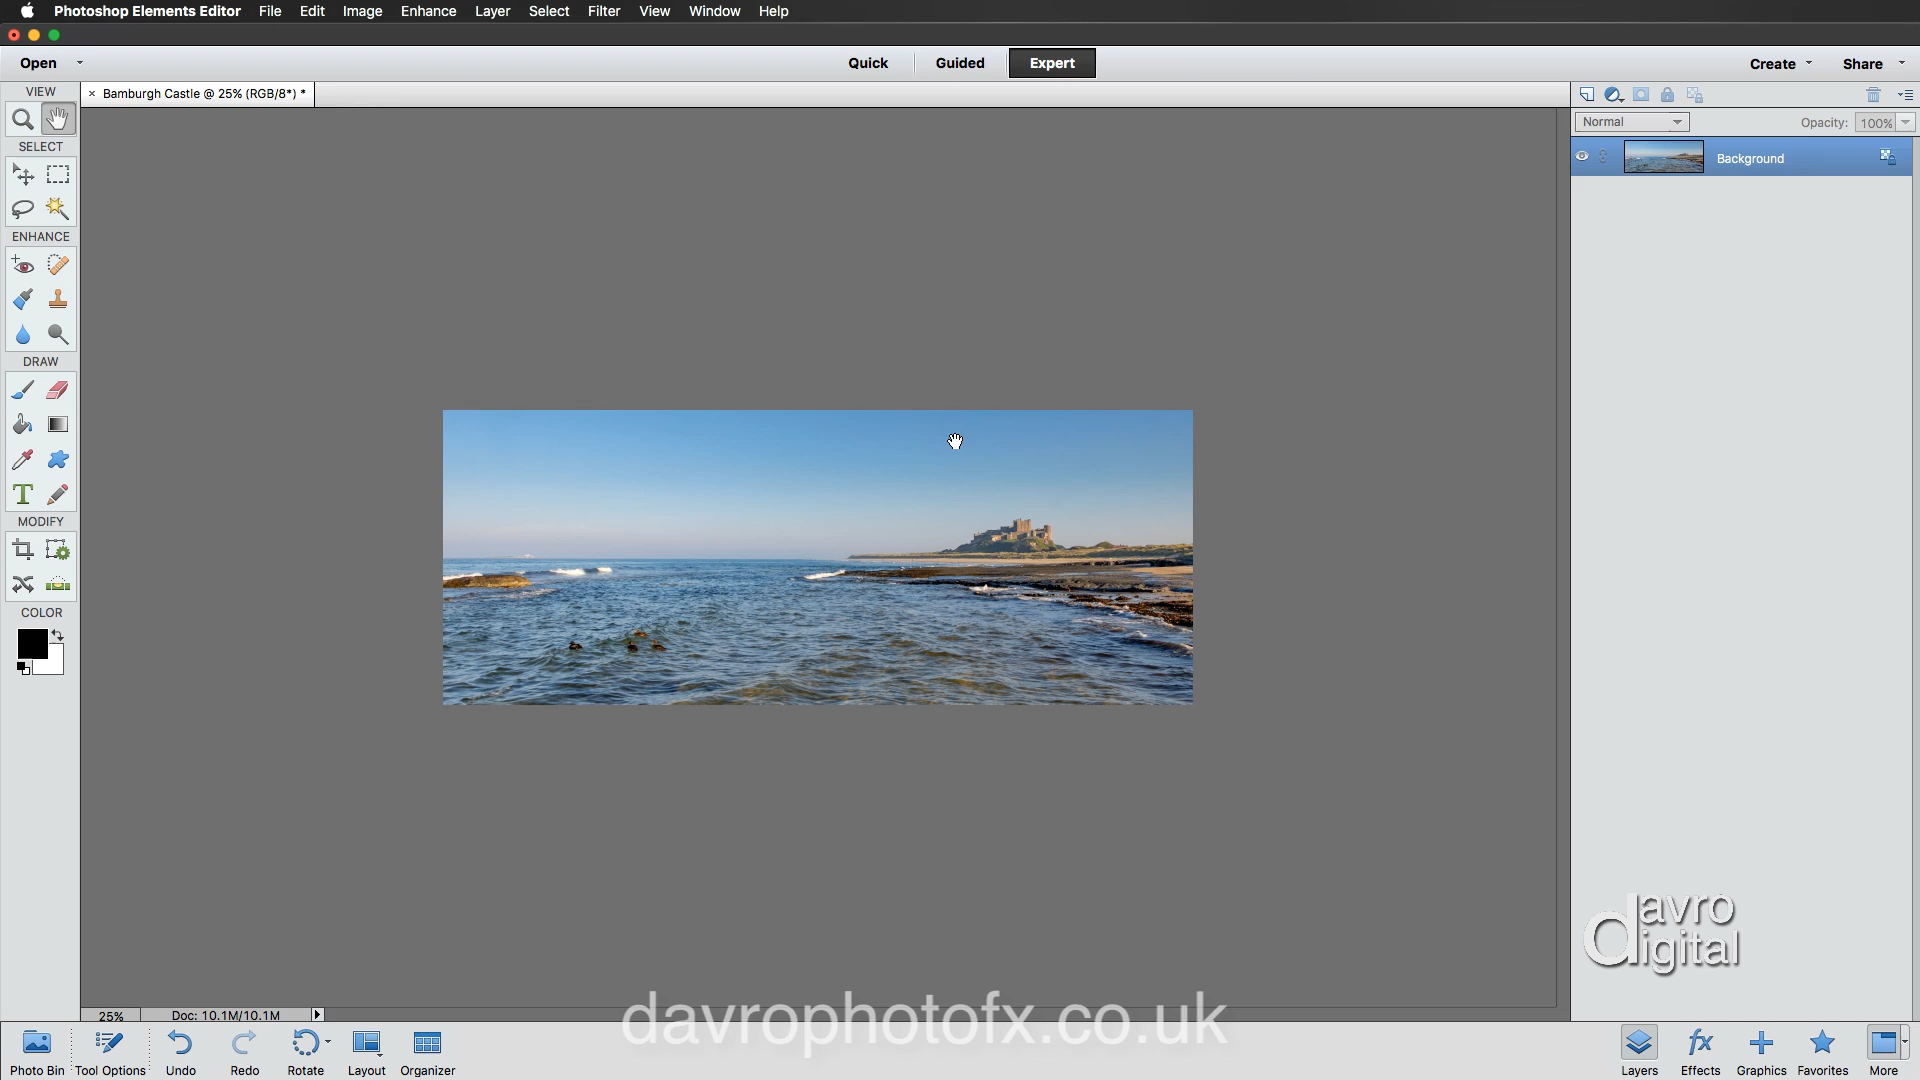 Photoshop Elements Editor File Edit Image Enhance Layer Select Filter View Window Help
Open Quick Guided Expert Create Share
VIEW × Bamburgh Castle @ 25% (RGB/8*) *
Normal Opacity: 100%
SELECT
Background
ENHANCE
DRAW
T
MODIFY
COLOR
davro
digital
25% Doc: 10.1M/10.1M
davrophotofx.co.uk
fx
Photo Bin Tool Options Undo Redo Rotate Layout Organizer Layers Effects Graphics Favorites More